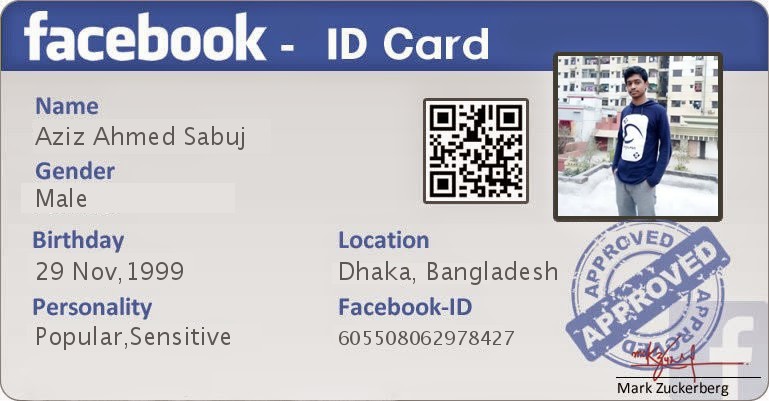 facebook - ID Card
Name
Aziz Ahmed Sabuj
Gender
Male
Birthday
29 Nov,1999
Location
Dhaka, Bangladesh
Personality
Popular,Sensitive
Facebook-ID
605508062978427
APPROVED
APPROVED
APPROVED
Mark Zuckerberg